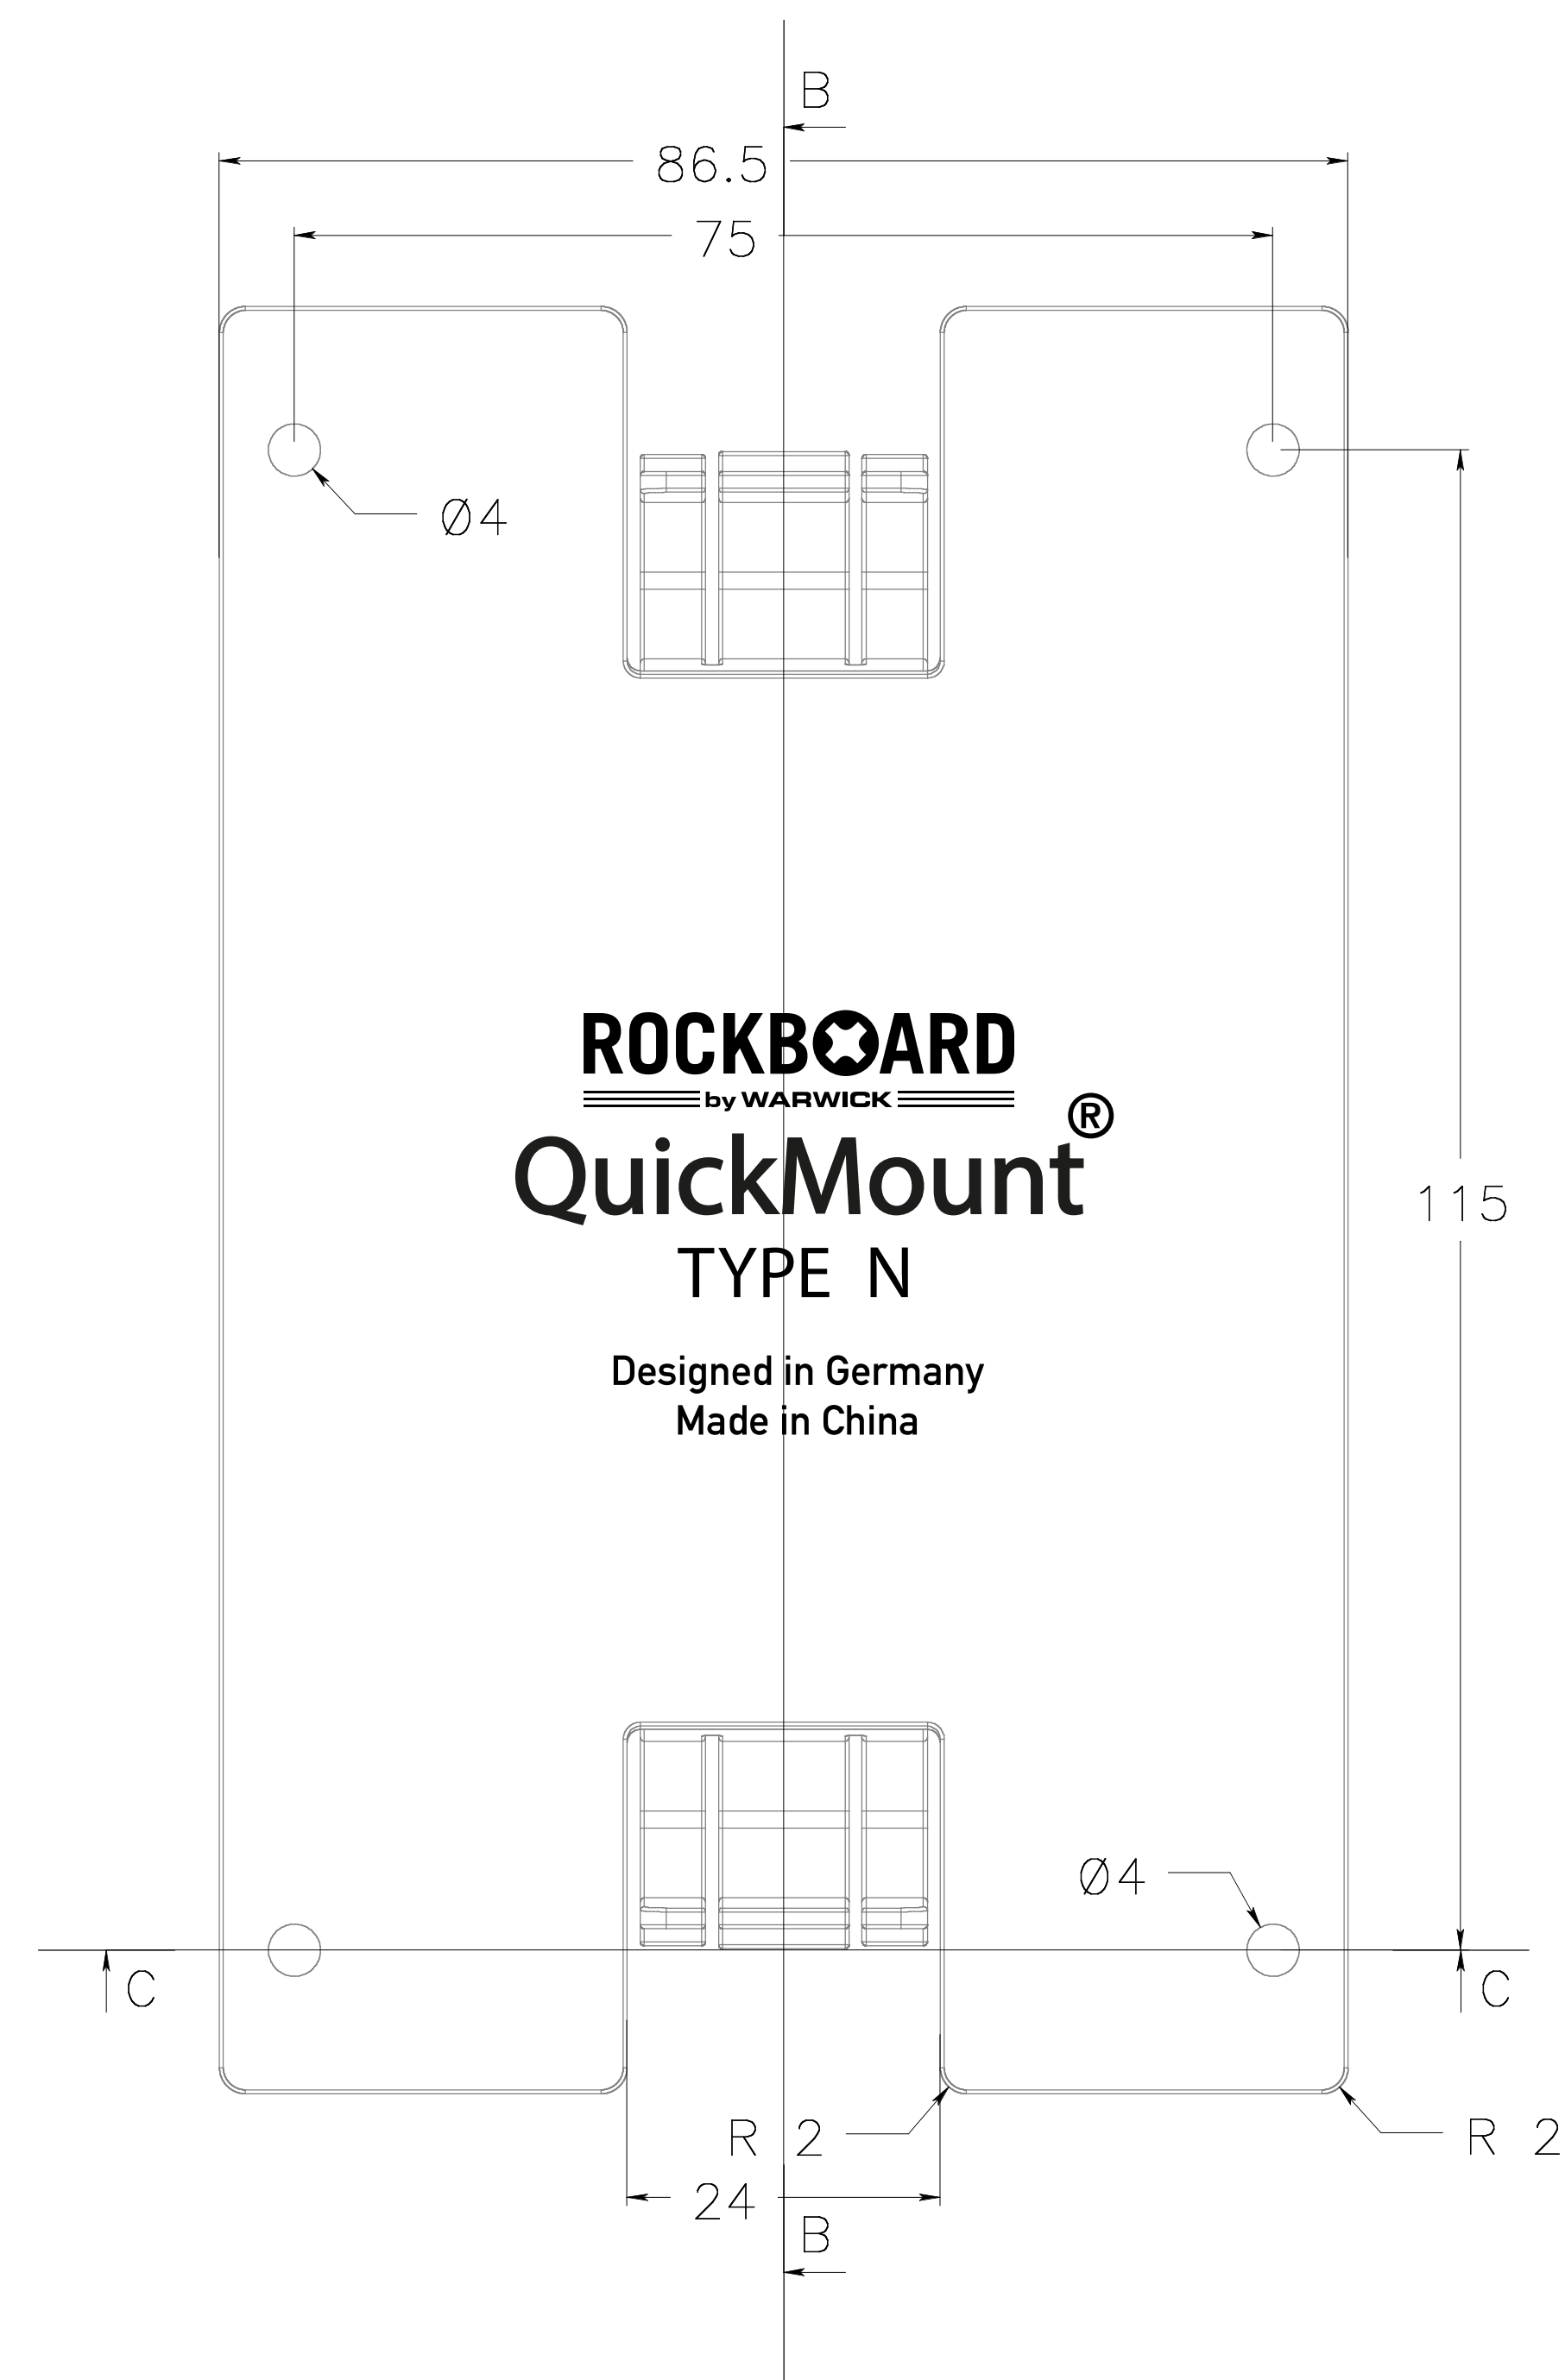 B
86.5
75
Ø4
ROCKBOARD
by WARWICK
QuickMount®
115
TYPE N
Designed in Germany
Made in China
Ø4
C
C
R 2
R 2
24
B